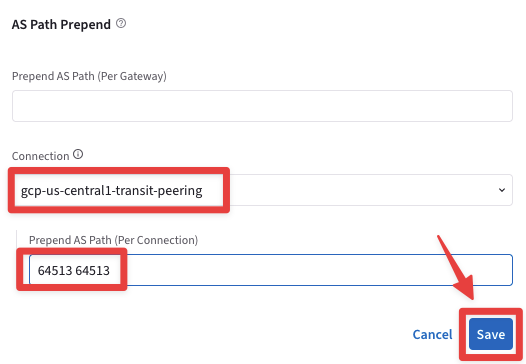 AS Path Prepend
Prepend AS Path (Per Gateway)
Connection
gcp-us-central1-transit-peering
Prepend AS Path (Per Connection)
64513 64513
Cancel Save